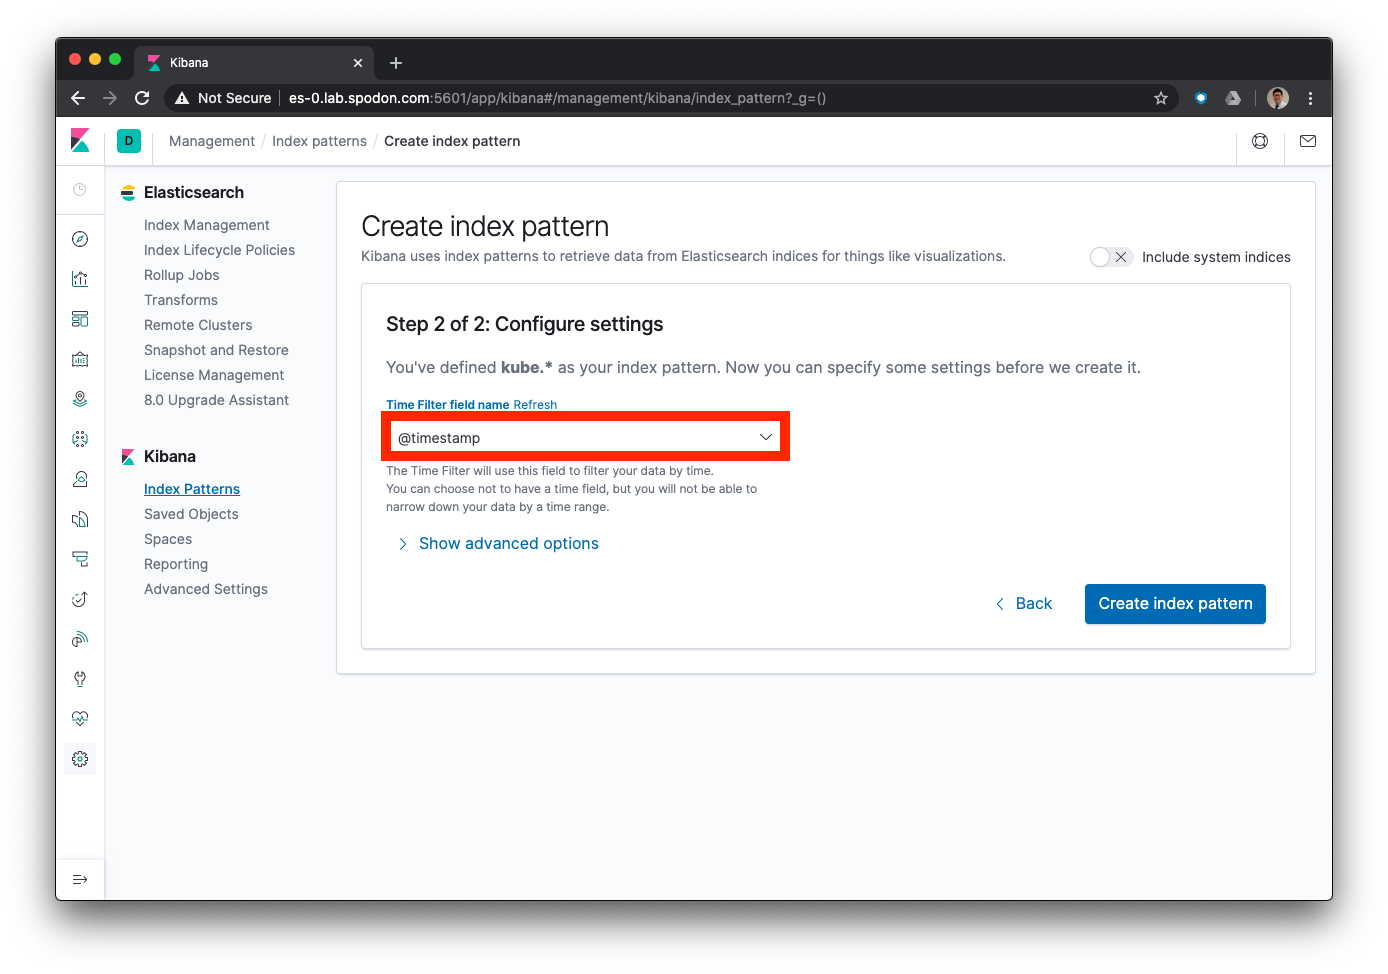 Kibana
Not Secure
es-0.lab.spodon.com:5601/app/kibana#/management/kibana/index_pattern?_g=()
D
Management / Index patterns / Create index pattern
Elasticsearch
Index Management
Index Lifecycle Policies
Rollup Jobs
Transforms
Remote Clusters
Snapshot and Restore
License Management
8.0 Upgrade Assistant
Kibana
Index Patterns
Saved Objects
Spaces
Reporting
Advanced Settings
Create index pattern
Kibana uses index patterns to retrieve data from Elasticsearch indices for things like visualizations.
Include system indices
Step 2 of 2: Configure settings
You've defined kube.* as your index pattern. Now you can specify some settings before we create it.
Time Filter field name Refresh
@timestamp
The Time Filter will use this field to filter your data by time.
You can choose not to have a time field, but you will not be able to
narrow down your data by a time range.
Show advanced options
Back
Create index pattern